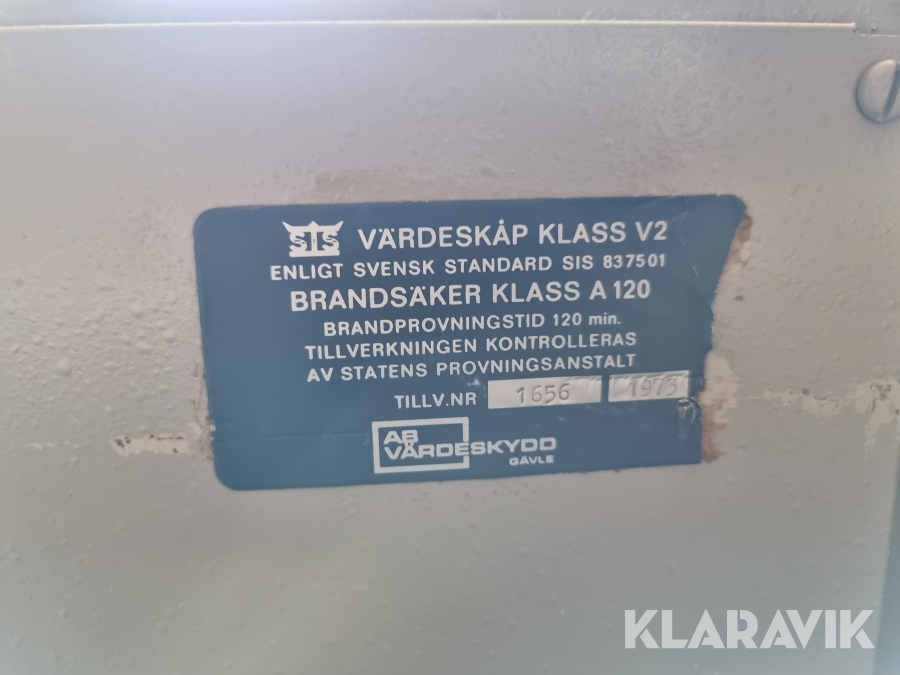 SIS VÄRDESKÅP KLASS V2
ENLIGT SVENSK STANDARD SIS 837501
BRANDSÄKER KLASS A 120
BRANDPROVNINGSTID 120 min.
TILLVERKNINGEN KONTROLLERAS
AV STATENS PROVNINGSANSTALT
TILLV.NR 1656 1973
AB
VÄRDESKYDD
GÄVLE
KLARAVIK